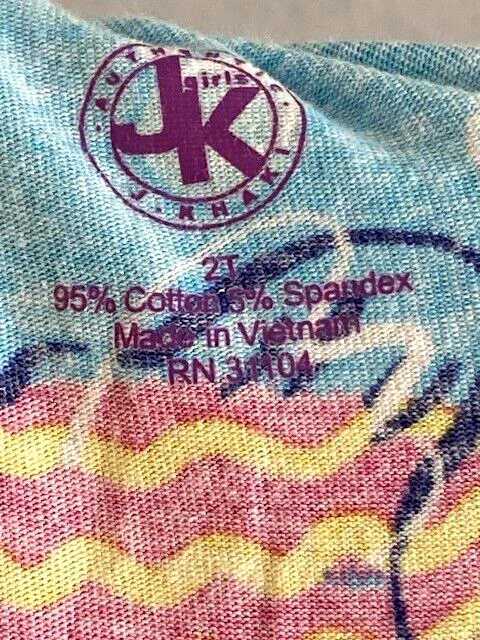 AUTHENTIC
girls
JK
J. KHAKI
2T
95% Cotton 5% Spandex
Made in Vietnam
RN 31104